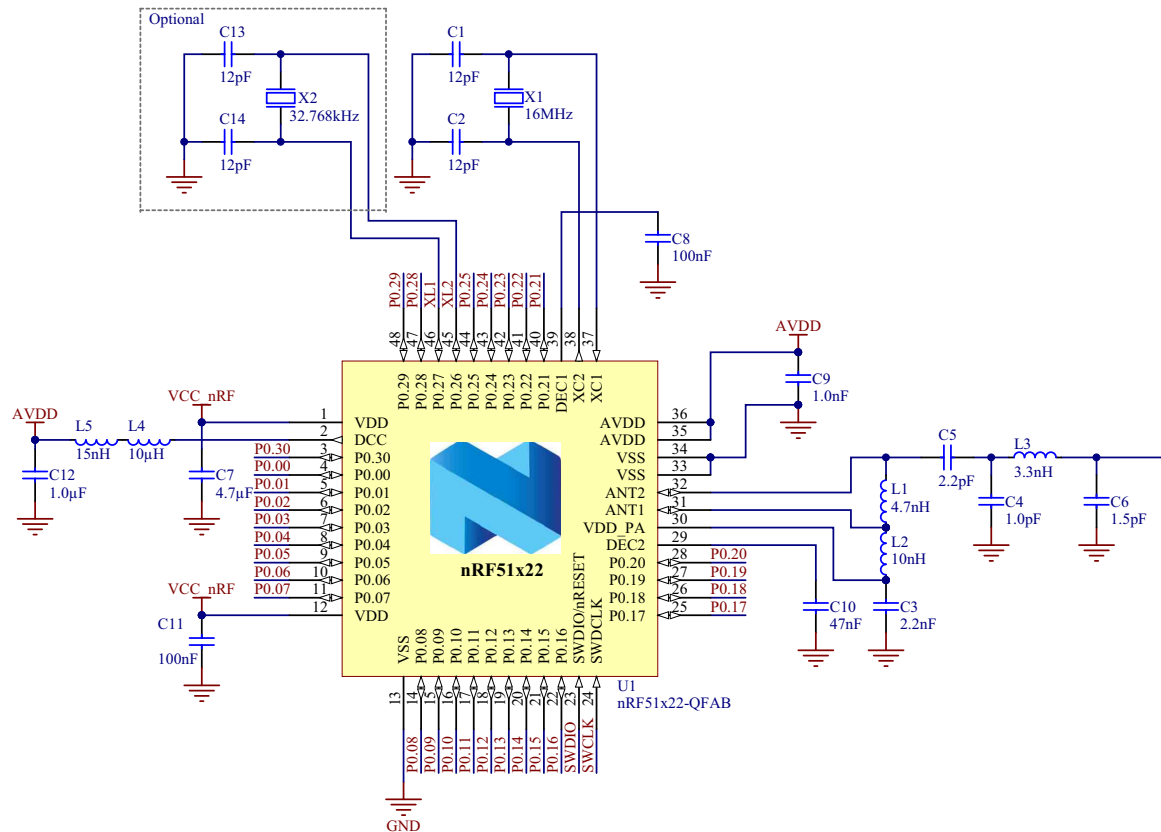 Optional
C13
12pF
X2
32.768kHz
C14
12pF
C1
12pF
X1
16MHz
C2
12pF
C8
100nF
P0.29
P0.28
XL1
XL2
P0.25
P0.24
P0.23
P0.22
P0.21
48
47
46
45
44
43
42
41
40
39
38
37
P0.29
P0.28
P0.27
P0.26
P0.25
P0.24
P0.23
P0.22
P0.21
DEC1
XC2
XC1
AVDD
L5
15nH
L4
10µH
C12
1.0µF
VCC_nRF
C7
4.7µF
P0.30
P0.00
P0.01
P0.02
P0.03
P0.04
P0.05
P0.06
P0.07
VCC_nRF
C11
100nF
1
2
3
4
5
6
7
8
9
10
11
12
VDD
DCC
P0.30
P0.00
P0.01
P0.02
P0.03
P0.04
P0.05
P0.06
P0.07
VDD
nRF51x22
AVDD
AVDD
VSS
VSS
ANT2
ANT1
VDD_PA
DEC2
P0.20
P0.19
P0.18
P0.17
36
35
34
33
32
31
30
29
28
27
26
25
P0.20
P0.19
P0.18
P0.17
AVDD
C9
1.0nF
C5
2.2pF
L3
3.3nH
L1
4.7nH
C4
1.0pF
C6
1.5pF
L2
10nH
C10
47nF
C3
2.2nF
VSS
P0.08
P0.09
P0.10
P0.11
P0.12
P0.13
P0.14
P0.15
P0.16
SWDIO/nRESET
SWDCLK
13
14
15
16
17
18
19
20
21
22
23
24
P0.08
P0.09
P0.10
P0.11
P0.12
P0.13
P0.14
P0.15
P0.16
SWDIO
SWCLK
U1
nRF51x22-QFAB
GND